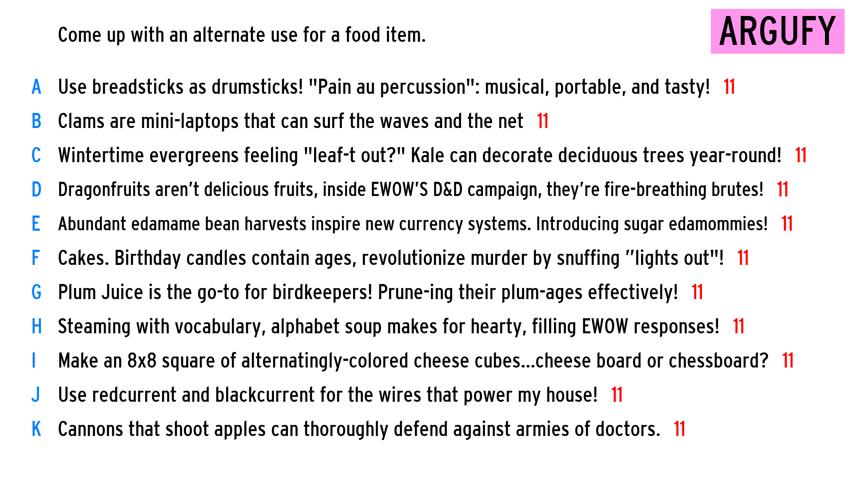 Come up with an alternate use for a food item.
ARGUFY
A Use breadsticks as drumsticks! "Pain au percussion": musical, portable, and tasty! 11
B Clams are mini-laptops that can surf the waves and the net 11
C Wintertime evergreens feeling "leaf-t out?" Kale can decorate deciduous trees year-round! 11
D Dragonfruits aren't delicious fruits, inside EWOW'S D&D campaign, they're fire-breathing brutes! 11
E Abundant edamame bean harvests inspire new currency systems. Introducing sugar edamommies! 11
F Cakes. Birthday candles contain ages, revolutionize murder by snuffing "lights out"! 11
G Plum Juice is the go-to for birdkeepers! Prune-ing their plum-ages effectively! 11
H Steaming with vocabulary, alphabet soup makes for hearty, filling EWOW responses! 11
I Make an 8x8 square of alternatingly-colored cheese cubes...cheese board or chessboard? 11
J Use redcurrent and blackcurrent for the wires that power my house! 11
K Cannons that shoot apples can thoroughly defend against armies of doctors. 11